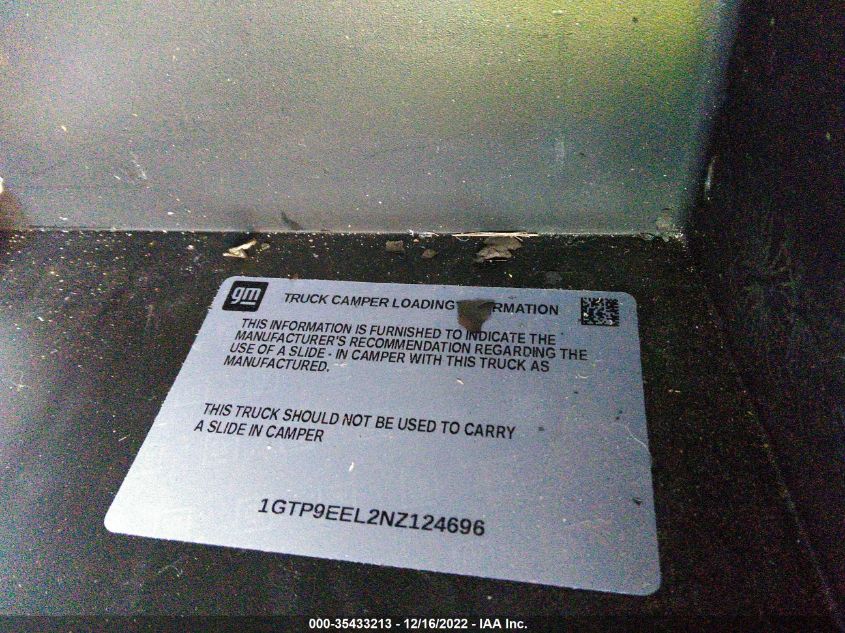 gm
TRUCK CAMPER LOADING RMATION
THIS INFORMATION IS FURNISHED TO INDICATE THE
MANUFACTURER'S RECOMMENDATION REGARDING THE
USE OF A SLIDE - IN CAMPER WITH THIS TRUCK AS
MANUFACTURED.
THIS TRUCK SHOULD NOT BE USED TO CARRY
A SLIDE IN CAMPER
1GTP9EEL2NZ124696
000-35433213 - 12/16/2022 - IAA Inc.